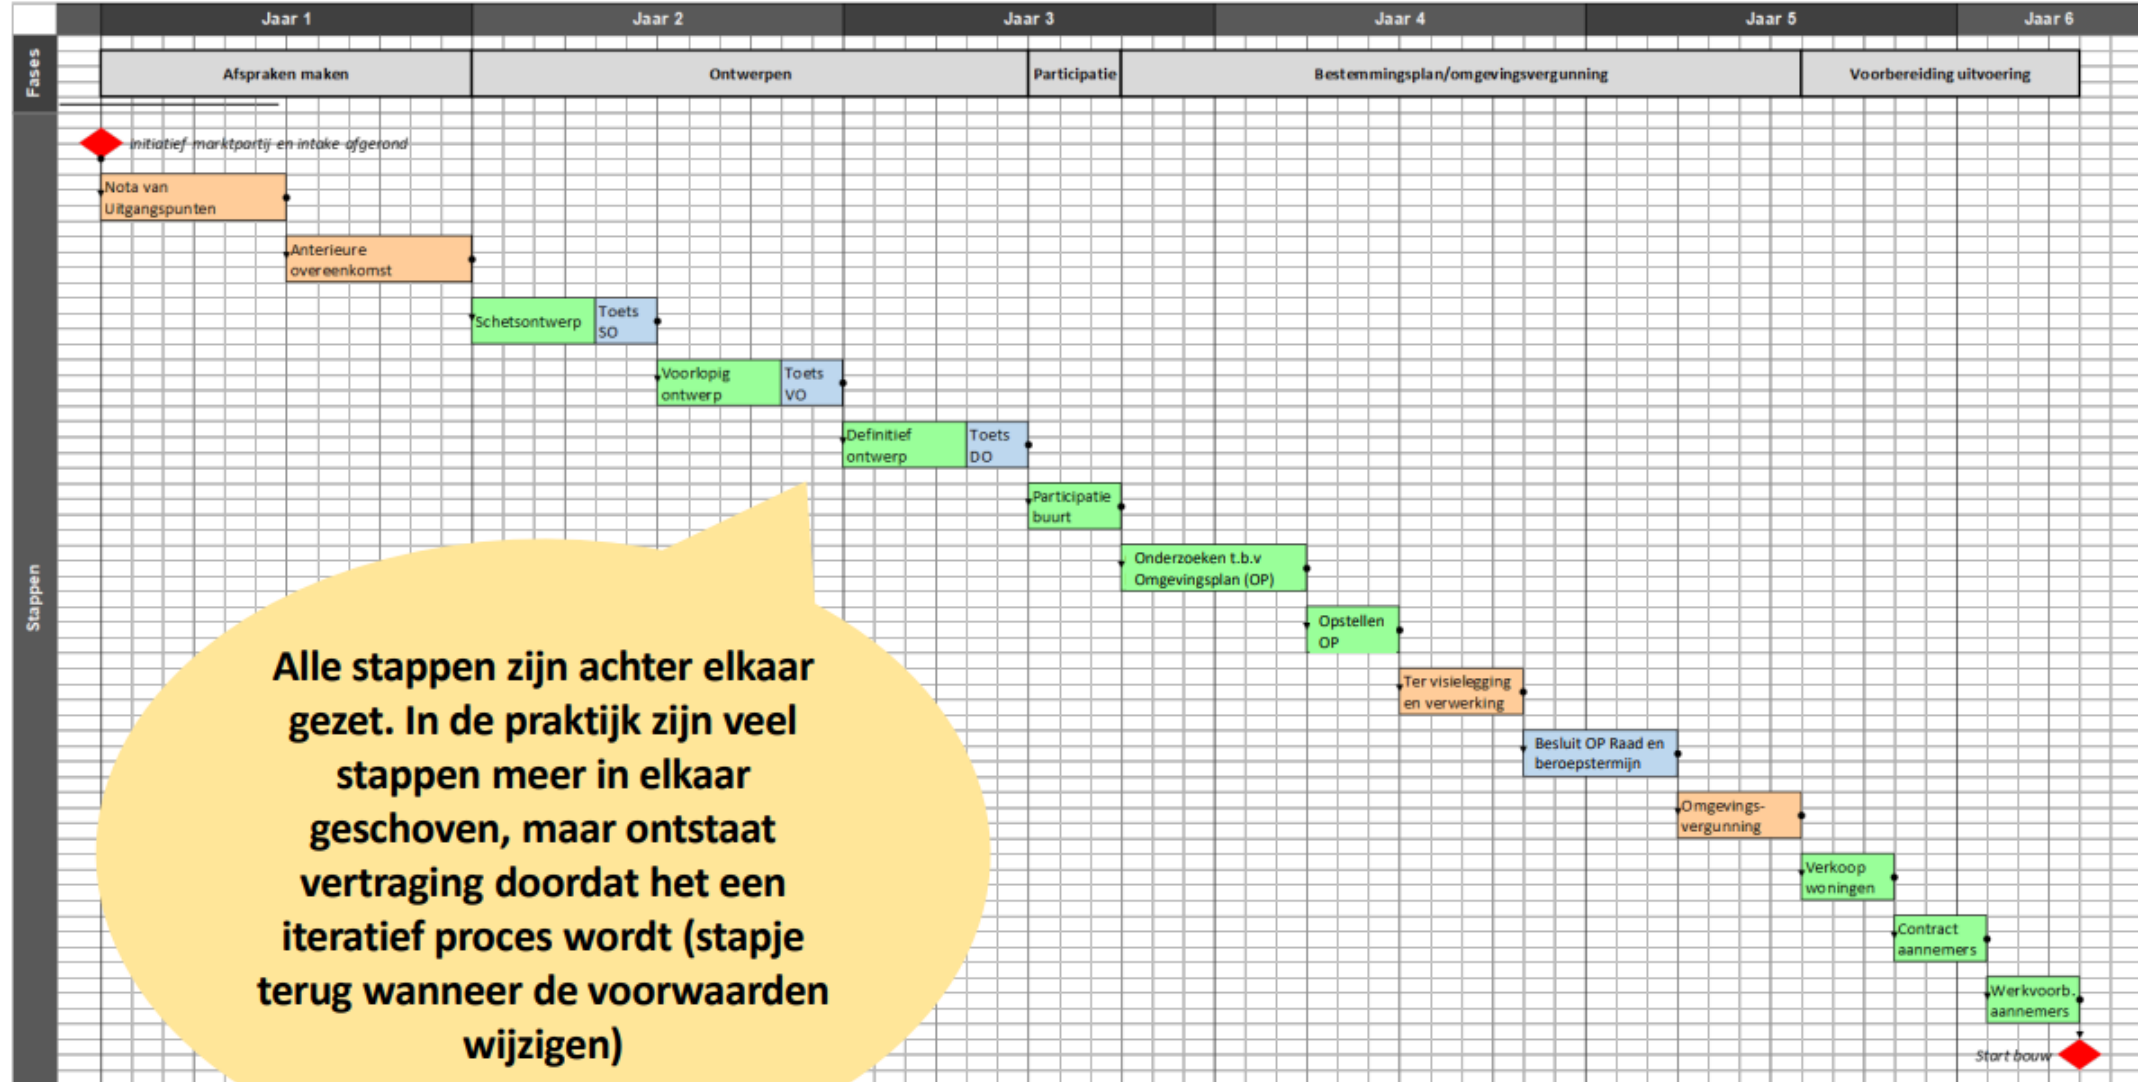 Jaar 1
Jaar 2
Jaar 3
Jaar 4
Jaar 5
Jaar 6
Fases
Afspraken maken
Ontwerpen
Participatie
Bestemmingsplan/omgevingsvergunning
Voorbereiding uitvoering
Stappen
Initiatief marktpartij en intake afgerond
Nota van
Uitgangspunten
Anterieure
overeenkomst
Schetsontwerp
Toets
SO
Voorlopig
ontwerp
Toets
VO
Definitief
ontwerp
Toets
DO
Participatie
buurt
Onderzoeken t.b.v
Omgevingsplan (OP)
Opstellen
OP
Ter visielegging
en verwerking
Besluit OP Raad en
beroepstermijn
Omgevings-
vergunning
Verkoop
woningen
Contract
aannemers
Werkvoorb.
aannemers
Start bouw
Alle stappen zijn achter elkaar
gezet. In de praktijk zijn veel
stappen meer in elkaar
geschoven, maar ontstaat
vertraging doordat het een
iteratief proces wordt (stapje
terug wanneer de voorwaarden
wijzigen)